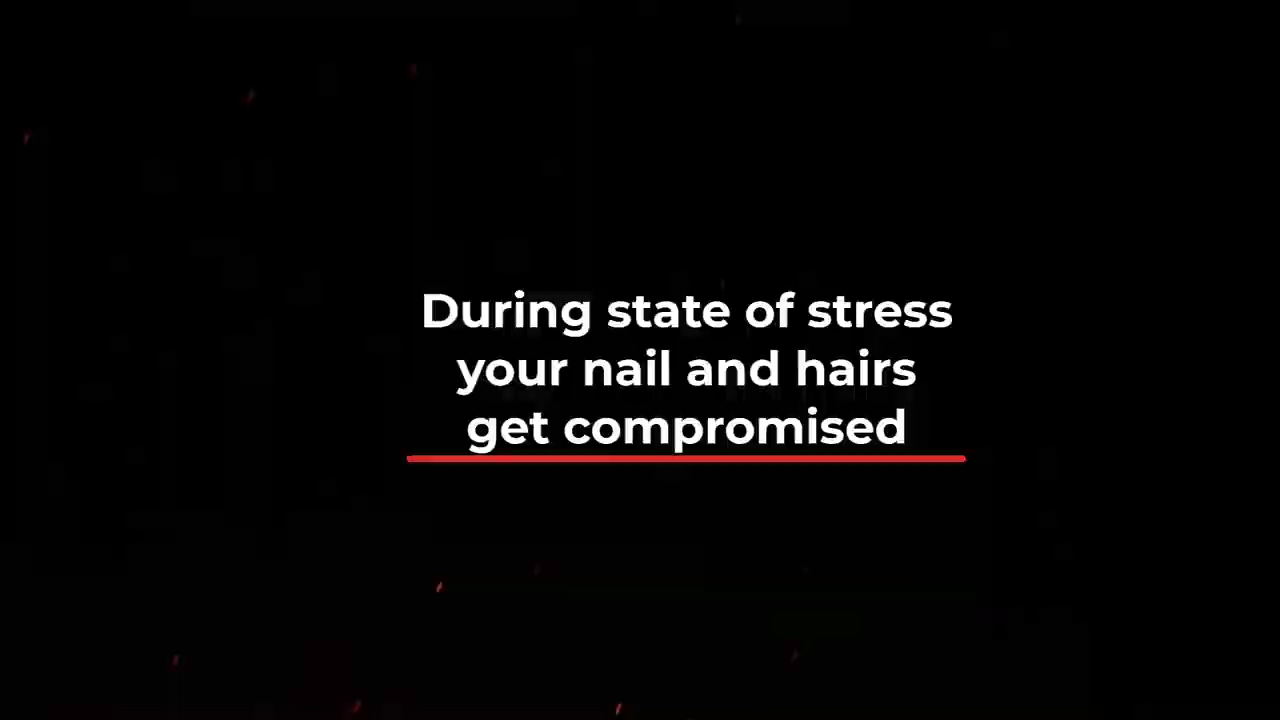 During state of stress
your nail and hairs
get compromised